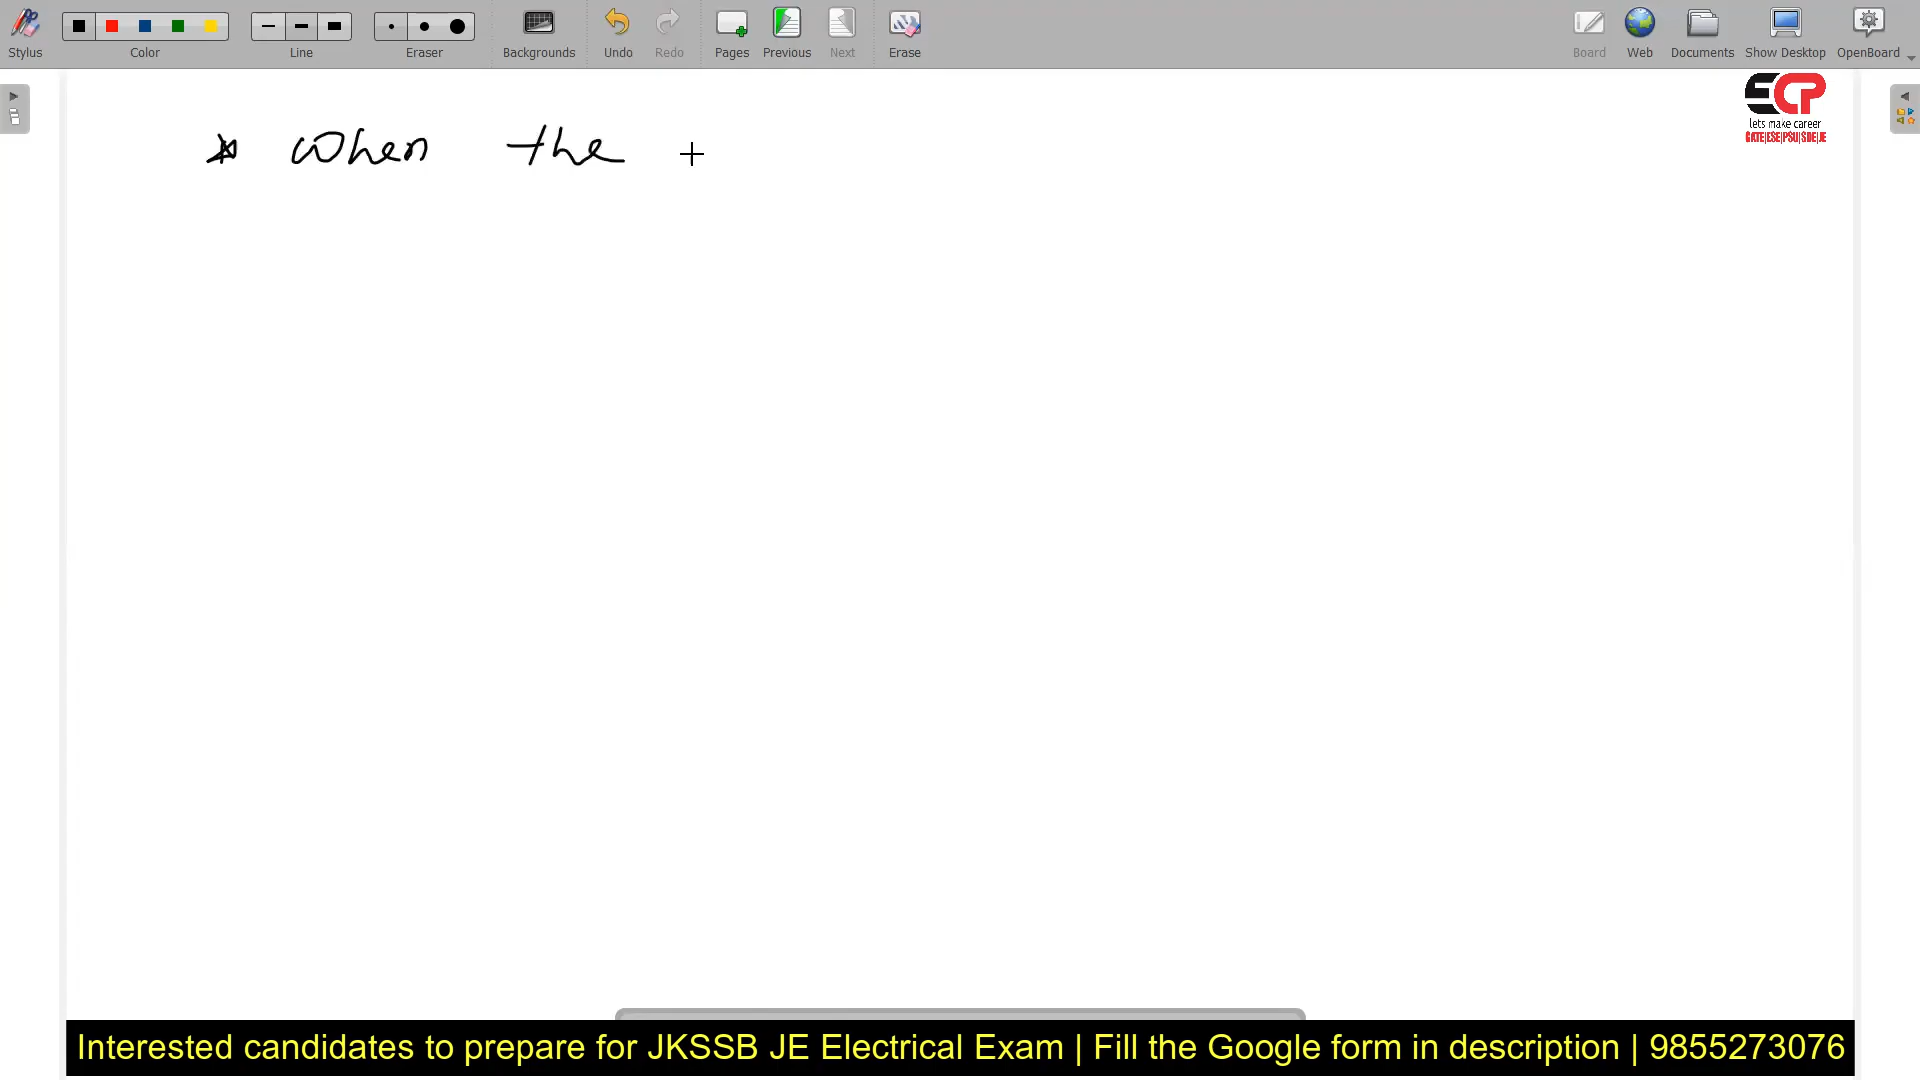 Stylus Color Line Eraser Backgrounds Undo Redo Pages Previous Next Erase Board Web Documents Show Desktop OpenBoard
ECP
lets make career
GATE|ESE|PSU|SDE|JE
* When the
Interested candidates to prepare for JKSSB JE Electrical Exam | Fill the Google form in description | 9855273076